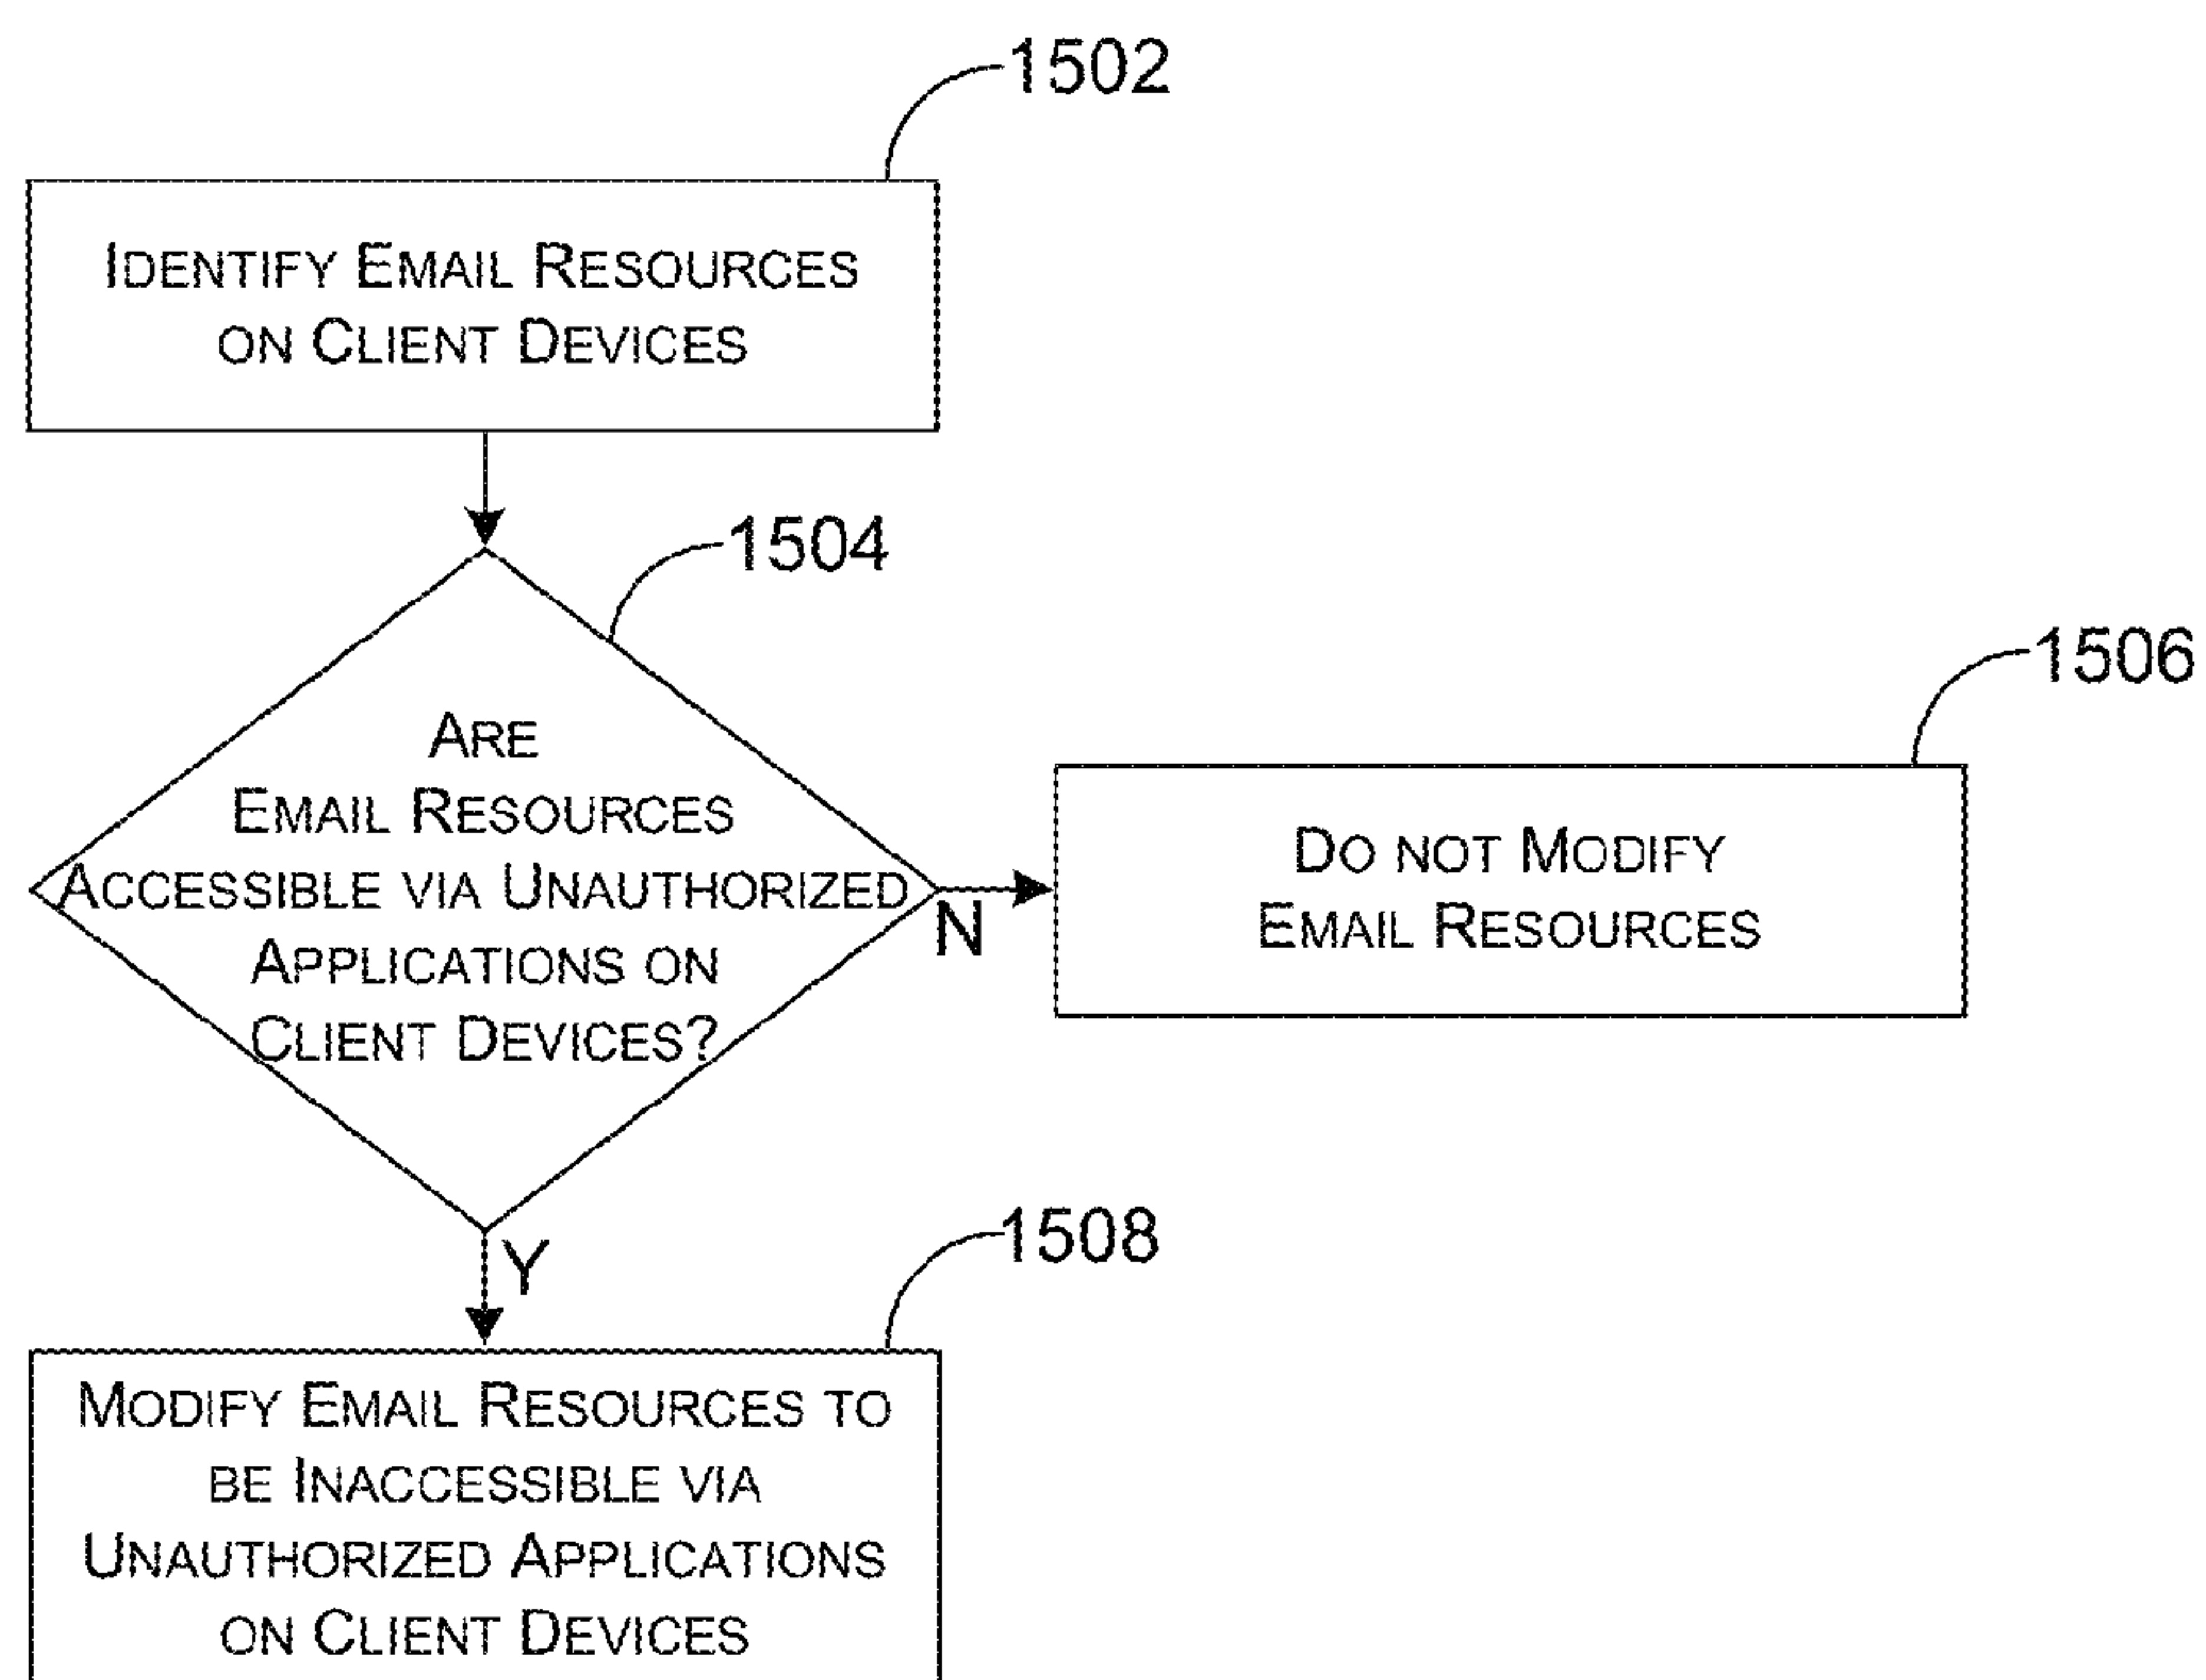 1502
IDENTIFY EMAIL RESOURCES
ON CLIENT DEVICES
1504
ARE
EMAIL RESOURCES
ACCESSIBLE VIA UNAUTHORIZED
APPLICATIONS ON
CLIENT DEVICES?
N
1506
DO NOT MODIFY
EMAIL RESOURCES
Y
1508
MODIFY EMAIL RESOURCES TO
BE INACCESSIBLE VIA
UNAUTHORIZED APPLICATIONS
ON CLIENT DEVICES